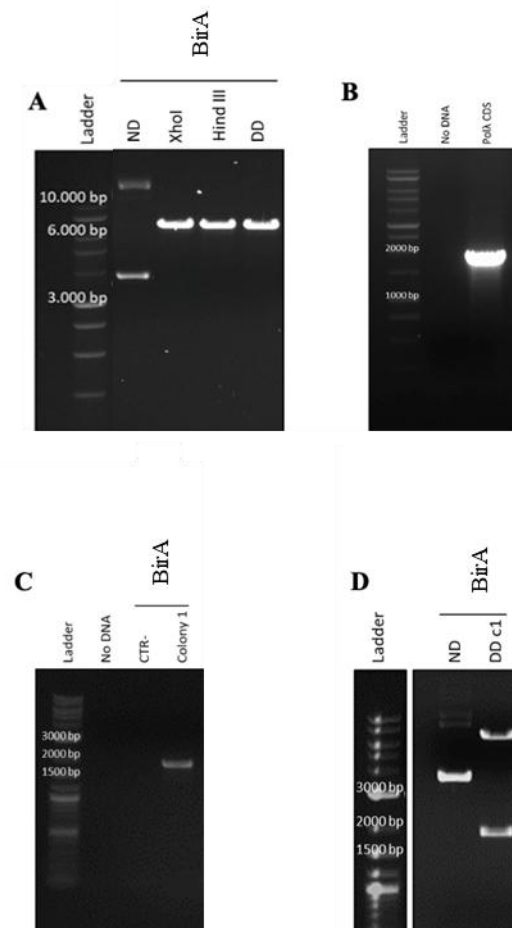 BirA
A
Ladder
ND
XhoI
Hind III
DD
10.000 bp
6.000 bp
3.000 bp
B
Ladder
No DNA
PolA CDS
2000 bp
1000 bp
C
BirA
Ladder
No DNA
CTR-
Colony 1
3000 bp
2000 bp
1500 bp
D
BirA
Ladder
ND
DD c1
3000 bp
2000 bp
1500 bp